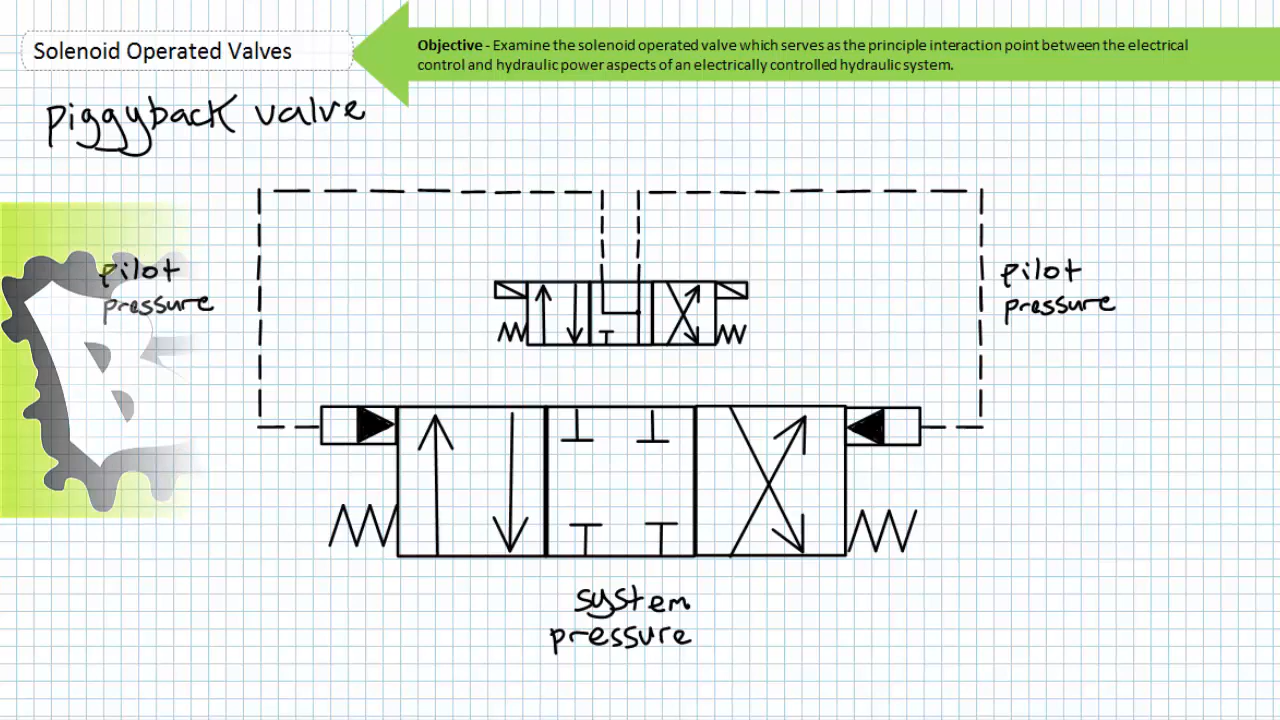 Solenoid Operated Valves
Objective - Examine the solenoid operated valve which serves as the principle interaction point between the electrical
control and hydraulic power aspects of an electrically controlled hydraulic system.
piggyback valve
pilot
pressure
pilot
pressure
system
pressure